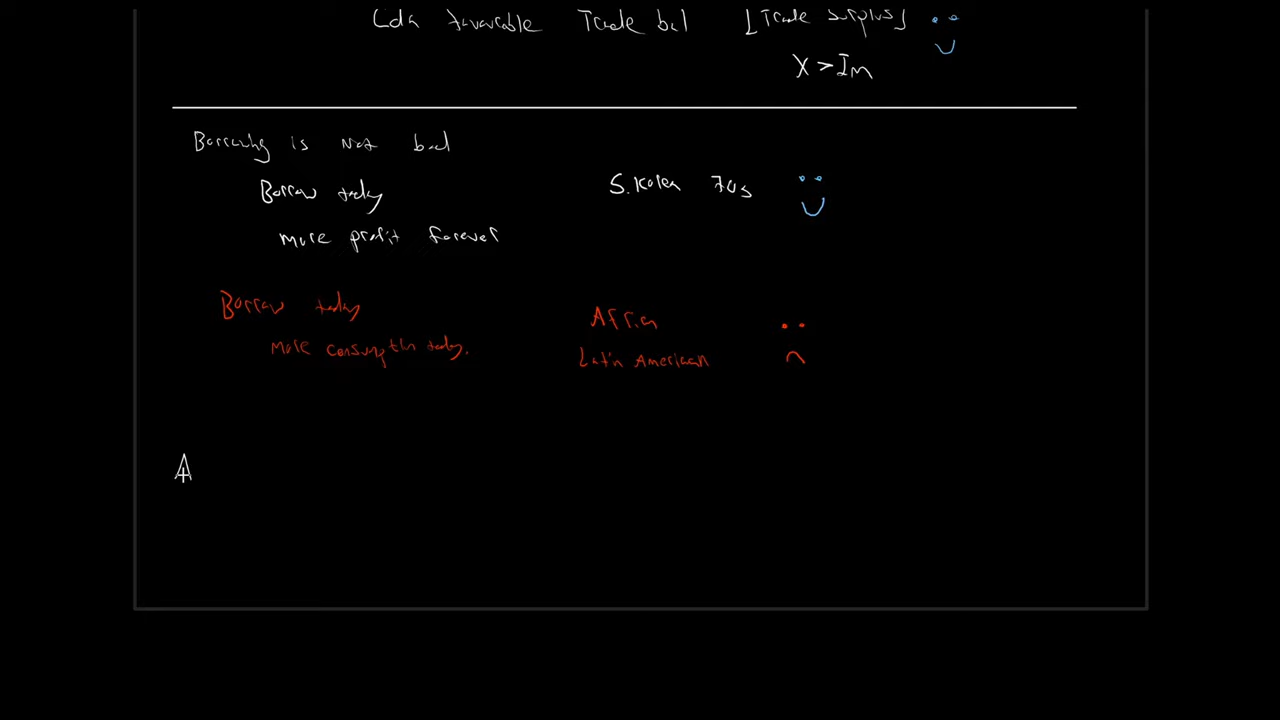 Cda favourable Trade bal [Trade surplus]
X > Im
Borrowing is not bad
Borrow today
S. Korea 70s
more profit forever
Borrow today
Africa
more consumption today.
Latin American
A